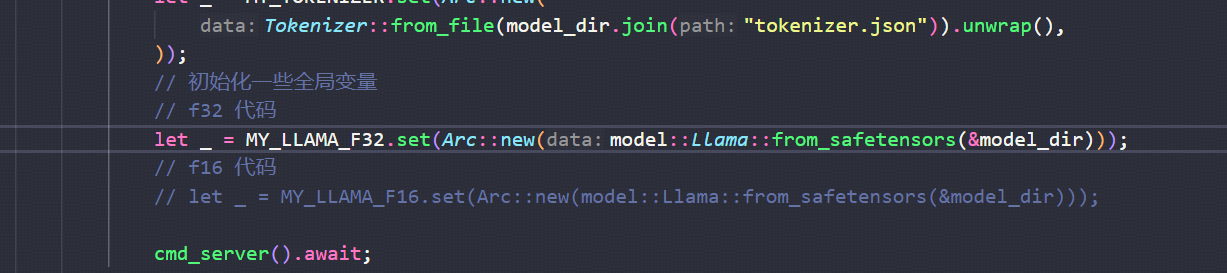 let _ = MY_TOKENIZER.set(Arc::new(
data: Tokenizer::from_file(model_dir.join(path: "tokenizer.json")).unwrap(),
));
// 初始化一些全局变量
// f32 代码
let _ = MY_LLAMA_F32.set(Arc::new(data: model::Llama::from_safetensors(&model_dir)));
// f16 代码
// let _ = MY_LLAMA_F16.set(Arc::new(model::Llama::from_safetensors(&model_dir)));
cmd_server().await;